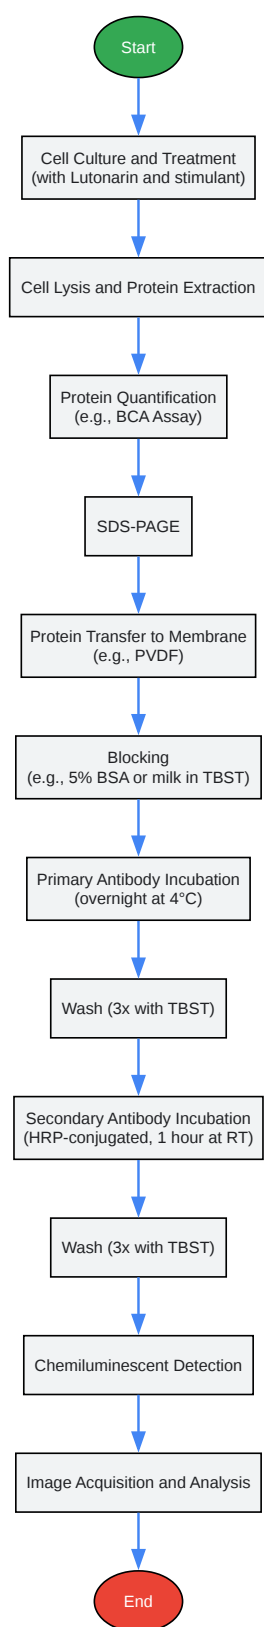 Start
Cell Culture and Treatment
(with Lutonarin and stimulant)
Cell Lysis and Protein Extraction
Protein Quantification
(e.g., BCA Assay)
SDS-PAGE
Protein Transfer to Membrane
(e.g., PVDF)
Blocking
(e.g., 5% BSA or milk in TBST)
Primary Antibody Incubation
(overnight at 4°C)
Wash (3x with TBST)
Secondary Antibody Incubation
(HRP-conjugated, 1 hour at RT)
Wash (3x with TBST)
Chemiluminescent Detection
Image Acquisition and Analysis
End